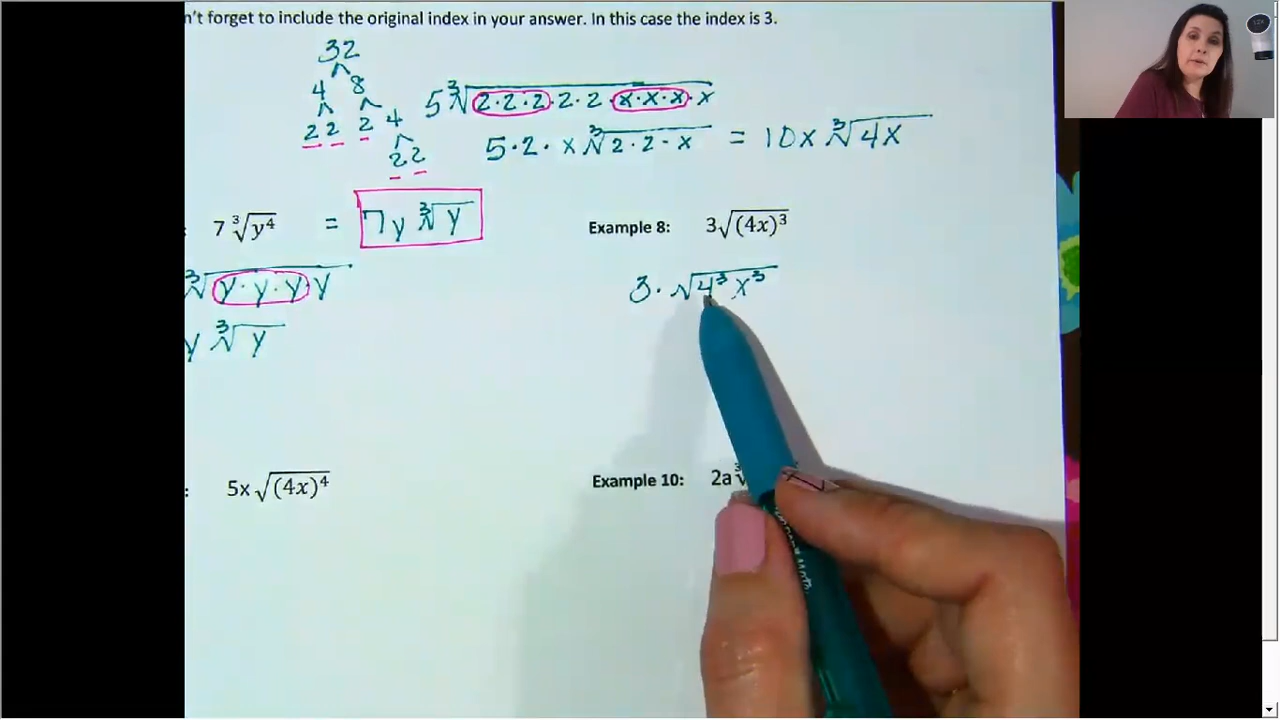 n't forget to include the original index in your answer. In this case the index is 3.
32
4 8
2 2 2 4
2 2
5 ∛(2·2·2·2·2·x·x·x·x)
5·2·x ∛(2·2·x) = 10x ∛(4x)
: 7 ∛(y⁴) = 7y ∛y
∛(y·y·y·y)
y ∛y
Example 8: 3√(4x)³
3·√(4³x³)
: 5x√(4x)⁴
Example 10: 2a ∛